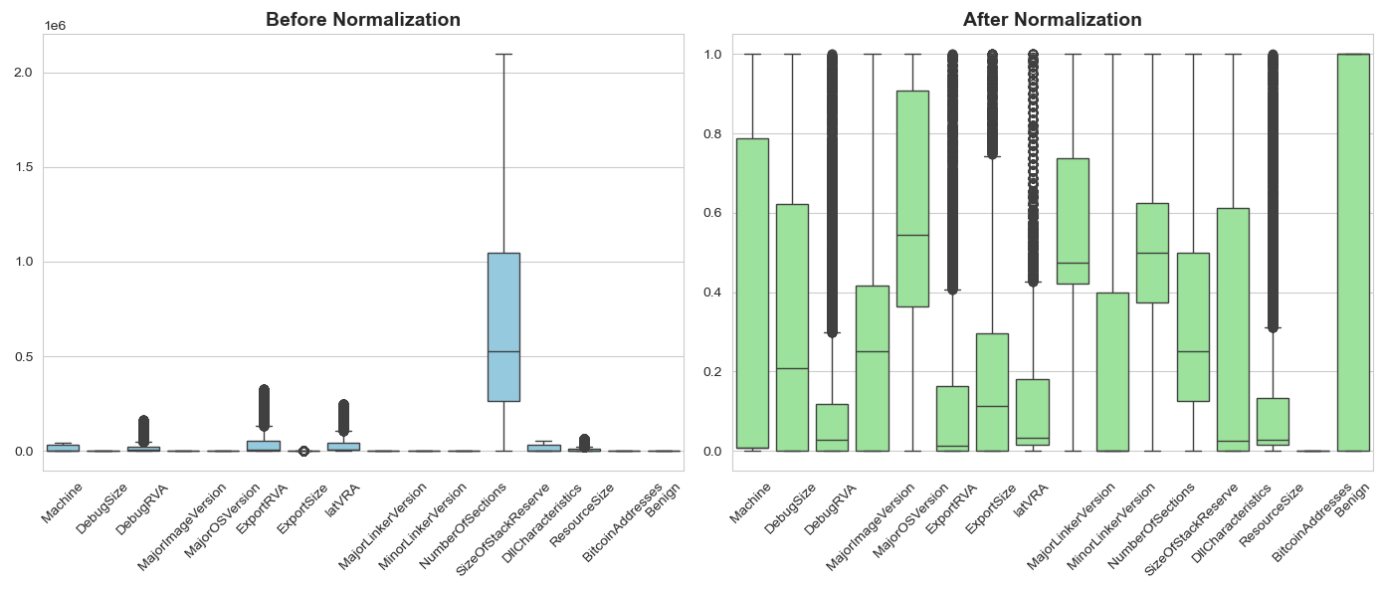 Before Normalization
1e6
2.0
1.5
1.0
0.5
0.0
Machine
DebugSize
DebugRVA
MajorImageVersion
MajorOSVersion
ExportRVA
ExportSize
IatVRA
MajorLinkerVersion
MinorLinkerVersion
NumberOfSections
SizeOfStackReserve
DllCharacteristics
ResourceSize
BitcoinAddresses
Benign
After Normalization
1.0
0.8
0.6
0.4
0.2
0.0
Machine
DebugSize
DebugRVA
MajorImageVersion
MajorOSVersion
ExportRVA
ExportSize
IatVRA
MajorLinkerVersion
MinorLinkerVersion
NumberOfSections
SizeOfStackReserve
DllCharacteristics
ResourceSize
BitcoinAddresses
Benign